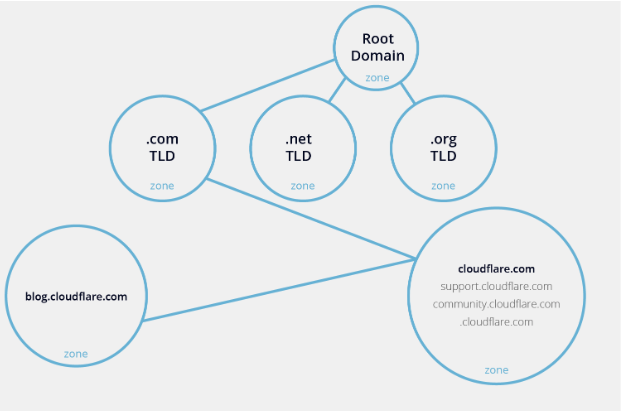 Root
Domain
zone
.com
TLD
zone
.net
TLD
zone
.org
TLD
zone
blog.cloudflare.com
zone
cloudflare.com
support.cloudflare.com
community.cloudflare.com
.cloudflare.com
zone